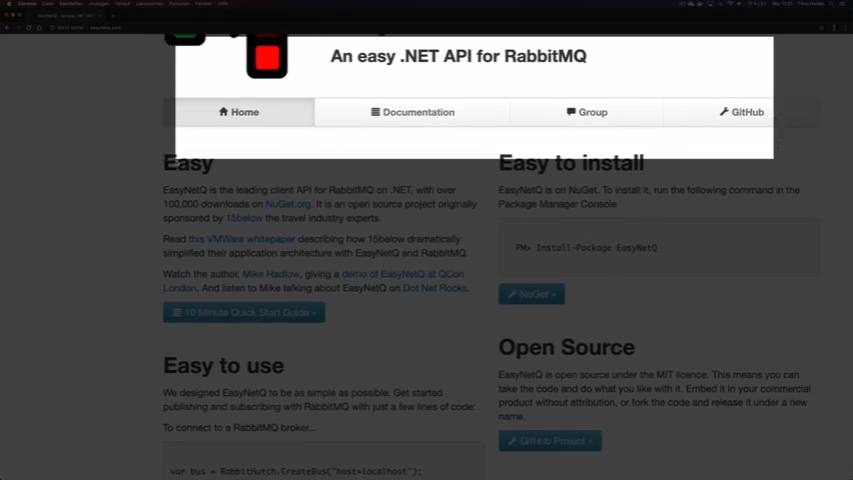 An easy .NET API for RabbitMQ
Home
Documentation
Group
GitHub
Easy
EasyNetQ is the leading client API for RabbitMQ on .NET, with over
100,000 downloads on NuGet.org. It is an open source project originally
sponsored by 15below the travel industry experts.
Read this VMWare whitepaper describing how 15below dramatically
simplified their application architecture with EasyNetQ and RabbitMQ.
Watch the author, Mike Hadlow, giving a demo of EasyNetQ at QCon
London. And listen to Mike talking about EasyNetQ on Dot Net Rocks.
10 Minute Quick Start Guide »
Easy to use
We designed EasyNetQ to be as simple as possible. Get started
publishing and subscribing with RabbitMQ with just a few lines of code:
To connect to a RabbitMQ broker...
var bus = RabbitHutch.CreateBus("host=localhost");
Easy to install
EasyNetQ is on NuGet. To install it, run the following command in the
Package Manager Console
PM> Install-Package EasyNetQ
NuGet »
Open Source
EasyNetQ is open source under the MIT licence. This means you can
take the code and do what you like with it. Embed it in your commercial
product without attribution, or fork the code and release it under a new
name.
GitHub Project »